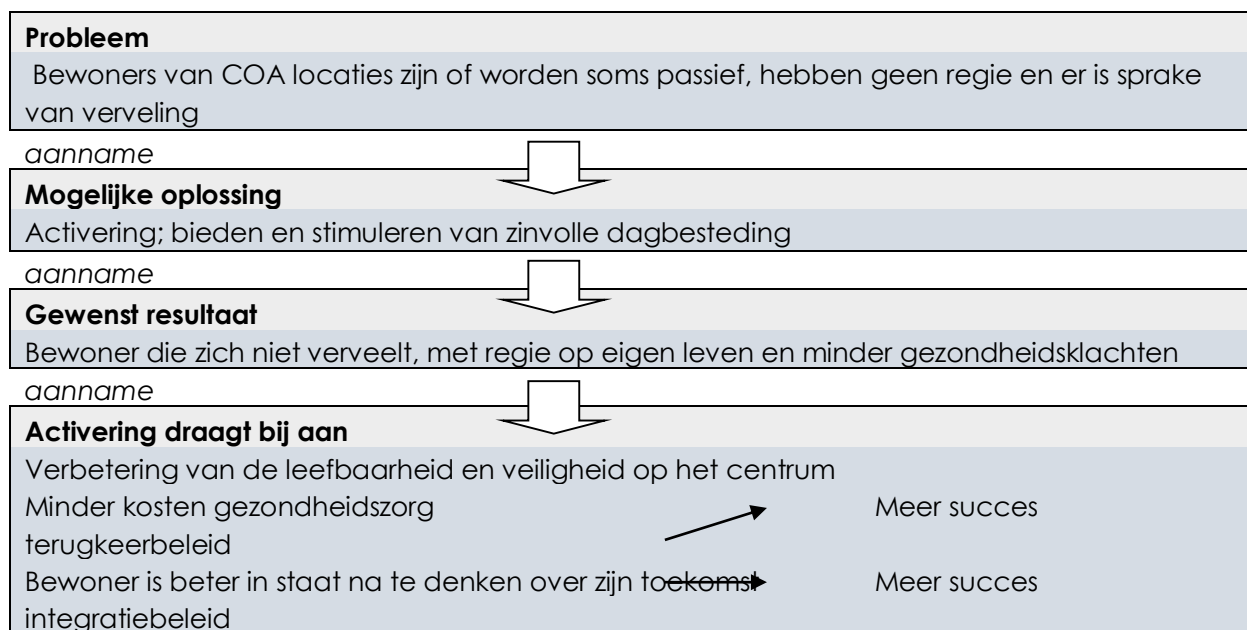 Probleem
Bewoners van COA locaties zijn of worden soms passief, hebben geen regie en er is sprake
van verveling
aanname
Mogelijke oplossing
Activering; bieden en stimuleren van zinvolle dagbesteding
aanname
Gewenst resultaat
Bewoner die zich niet verveelt, met regie op eigen leven en minder gezondheidsklachten
aanname
Activering draagt bij aan
Verbetering van de leefbaarheid en veiligheid op het centrum
Minder kosten gezondheidszorg Meer succes
terugkeerbeleid
Bewoner is beter in staat na te denken over zijn toekomst Meer succes
integratiebeleid